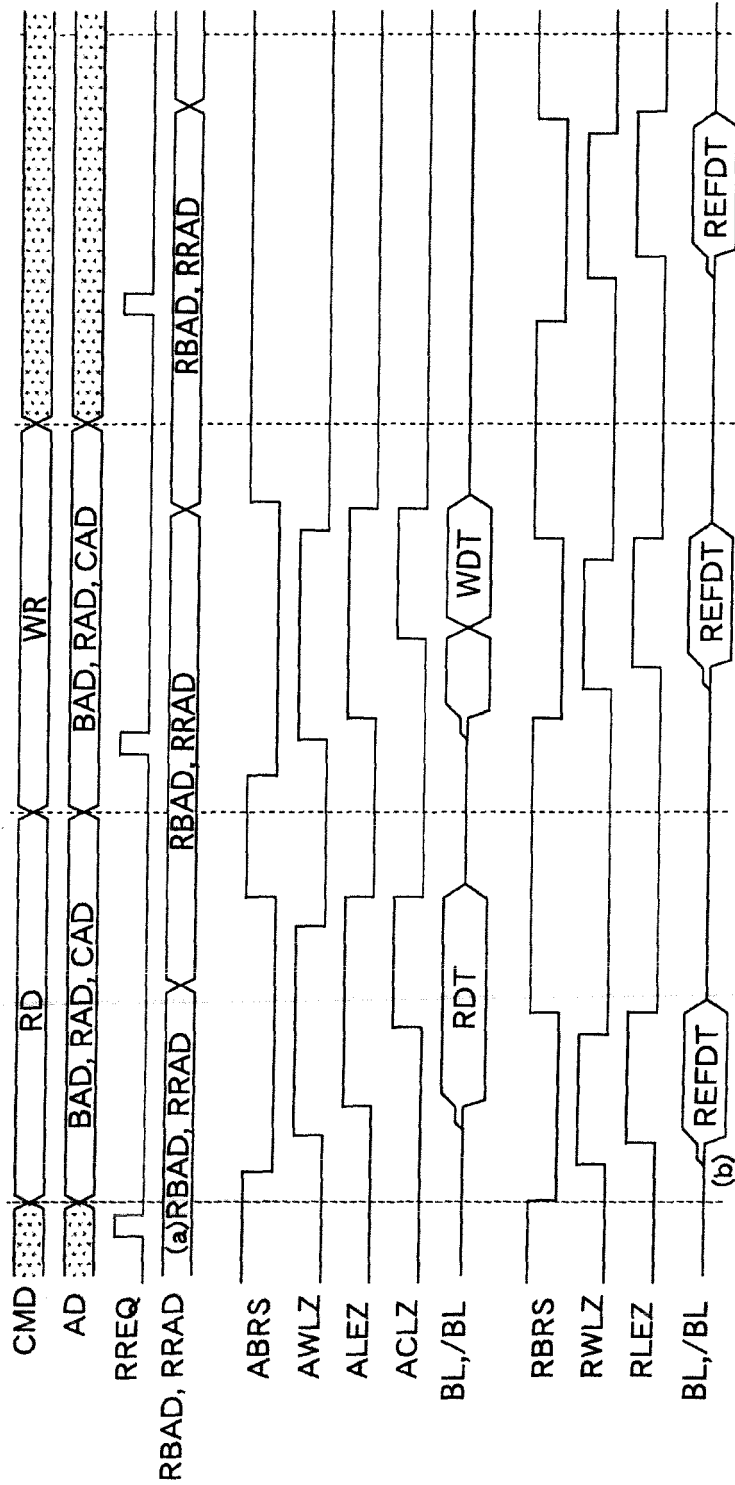 CMD RD WR
AD BAD, RAD, CAD BAD, RAD, CAD
RREQ
RBAD, RRAD (a)RBAD, RRAD RBAD, RRAD RBAD, RRAD
ABRS
AWLZ
ALEZ
ACLZ
BL,/BL RDT WDT
RBRS
RWLZ
RLEZ
BL,/BL REFDT REFDT REFDT
(b)